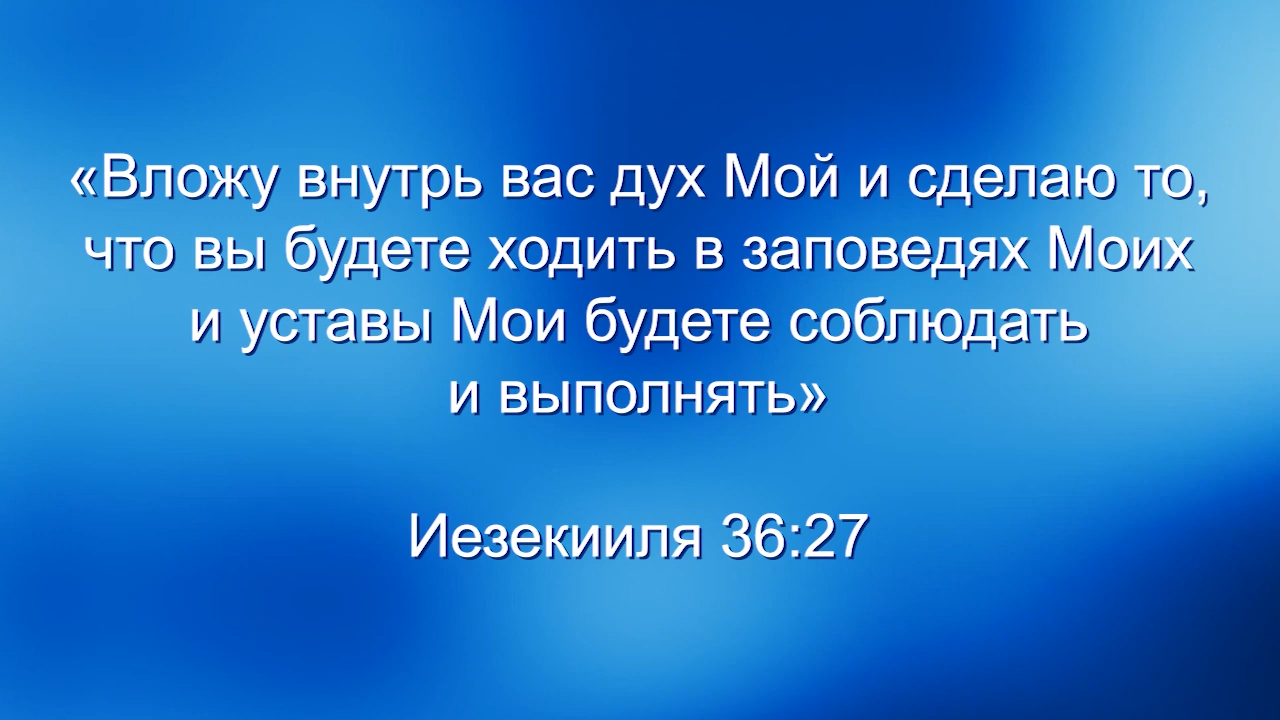 «Вложу внутрь вас дух Мой и сделаю то,
что вы будете ходить в заповедях Моих
и уставы Мои будете соблюдать
и выполнять»
Иезекииля 36:27